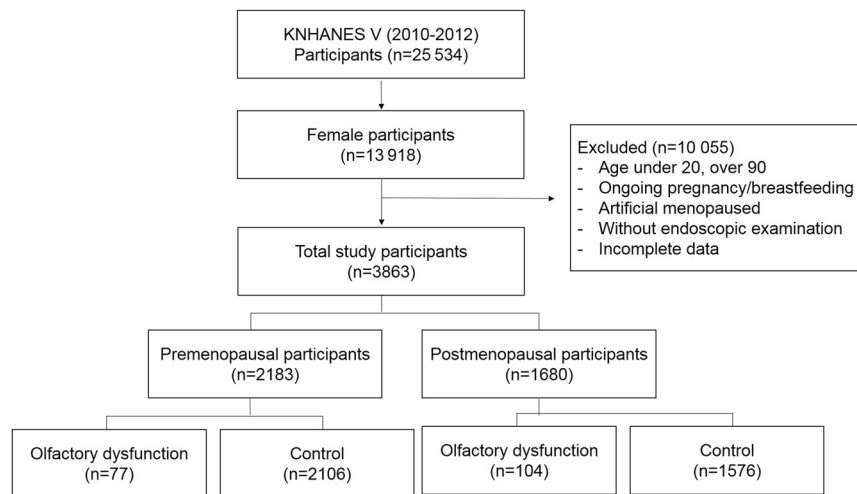 KNHANES V (2010-2012)
Participants (n=25 534)
Female participants
(n=13 918)
Excluded (n=10 055)
- Age under 20, over 90
- Ongoing pregnancy/breastfeeding
- Artificial menopaused
- Without endoscopic examination
- Incomplete data
Total study participants
(n=3863)
Premenopausal participants
(n=2183)
Postmenopausal participants
(n=1680)
Olfactory dysfunction
(n=77)
Control
(n=2106)
Olfactory dysfunction
(n=104)
Control
(n=1576)